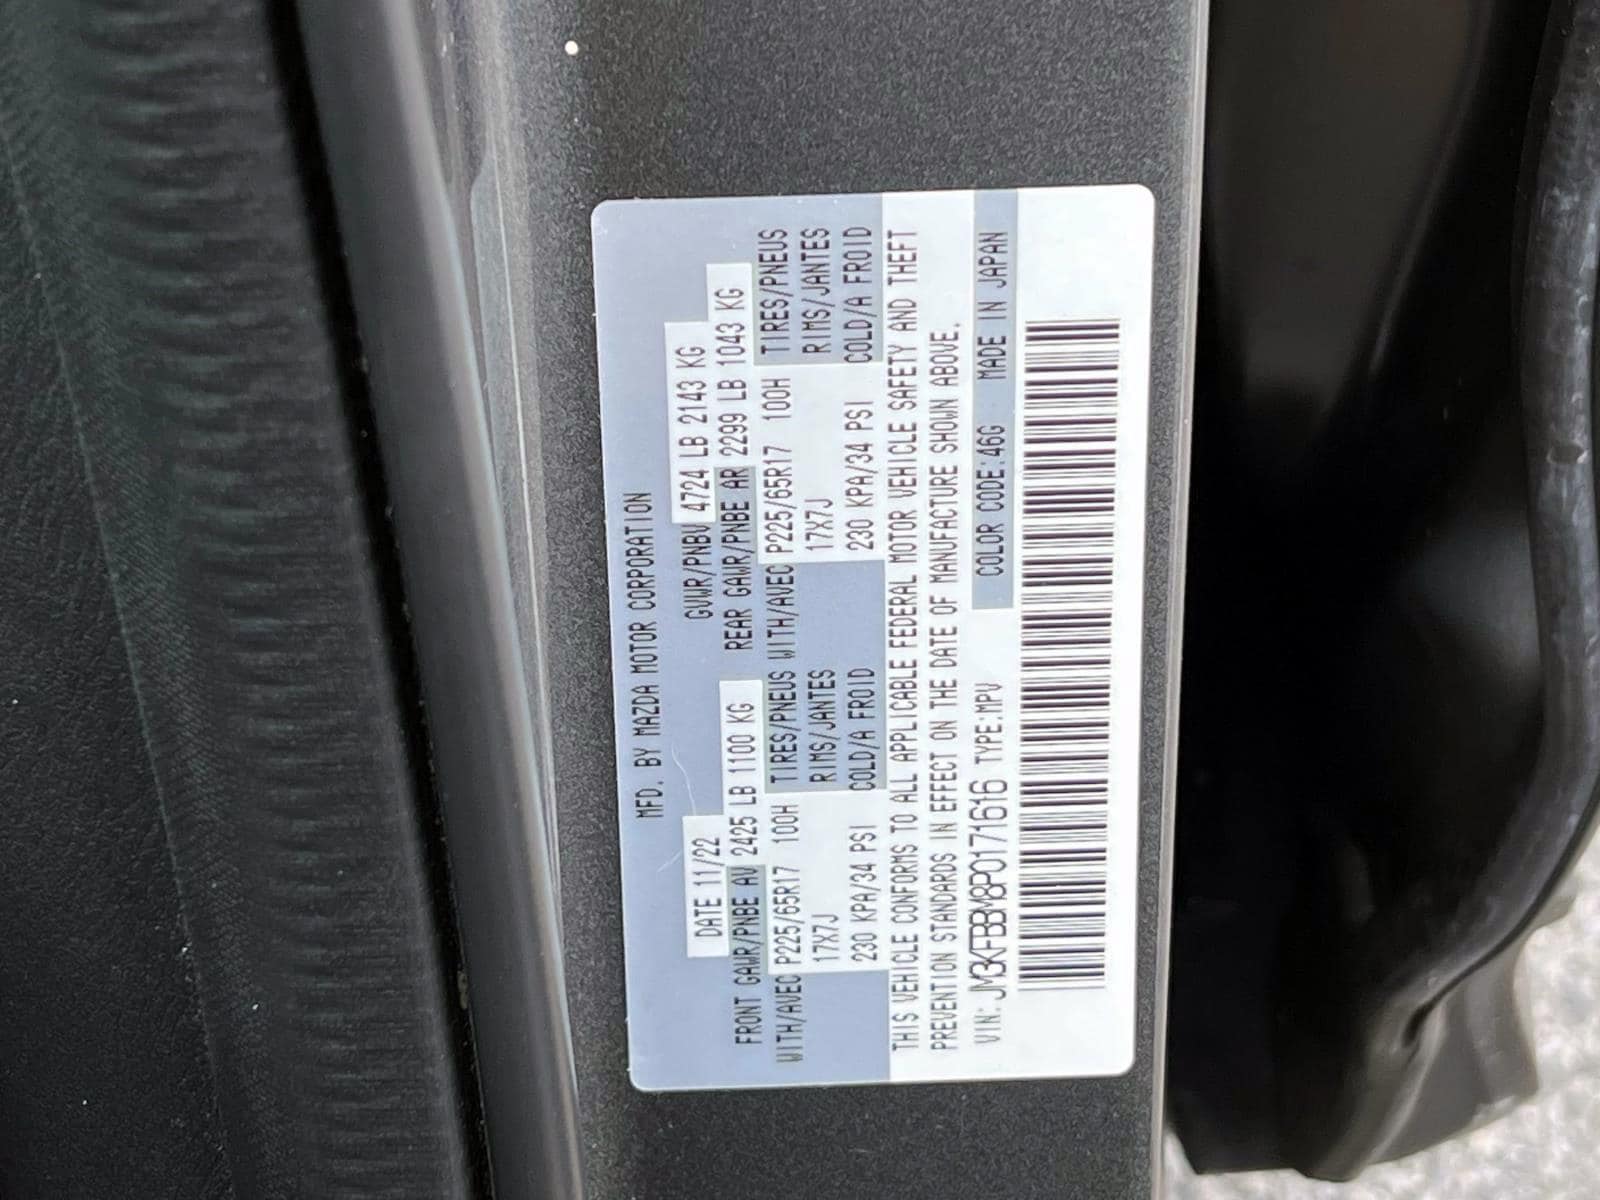 MFD. BY MAZDA MOTOR CORPORATION
DATE 11/22 GVWR/PNBV 4724 LB 2143 KG
FRONT GAWR/PNBE AV 2425 LB 1100 KG REAR GAWR/PNBE AR 2299 LB 1043 KG
WITH/AVEC P225/65R17 100H TIRES/PNEUS WITH/AVEC P225/65R17 100H TIRES/PNEUS
17X7J RIMS/JANTES 17X7J RIMS/JANTES
230 KPA/34 PSI COLD/A FROID 230 KPA/34 PSI COLD/A FROID
THIS VEHICLE CONFORMS TO ALL APPLICABLE FEDERAL MOTOR VEHICLE SAFETY AND THEFT
PREVENTION STANDARDS IN EFFECT ON THE DATE OF MANUFACTURE SHOWN ABOVE.
VIN: JM3KFBBM8P0171616 TYPE:MPV COLOR CODE:46G MADE IN JAPAN